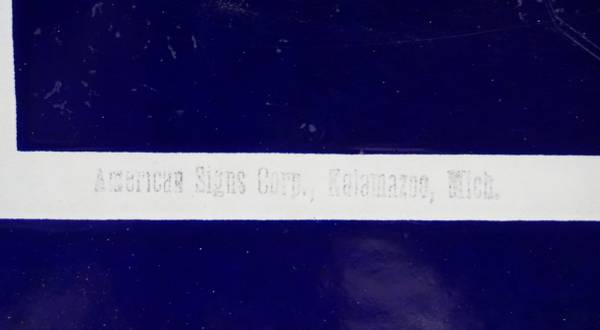 American Signs Corp., Kalamazoo, Mich.